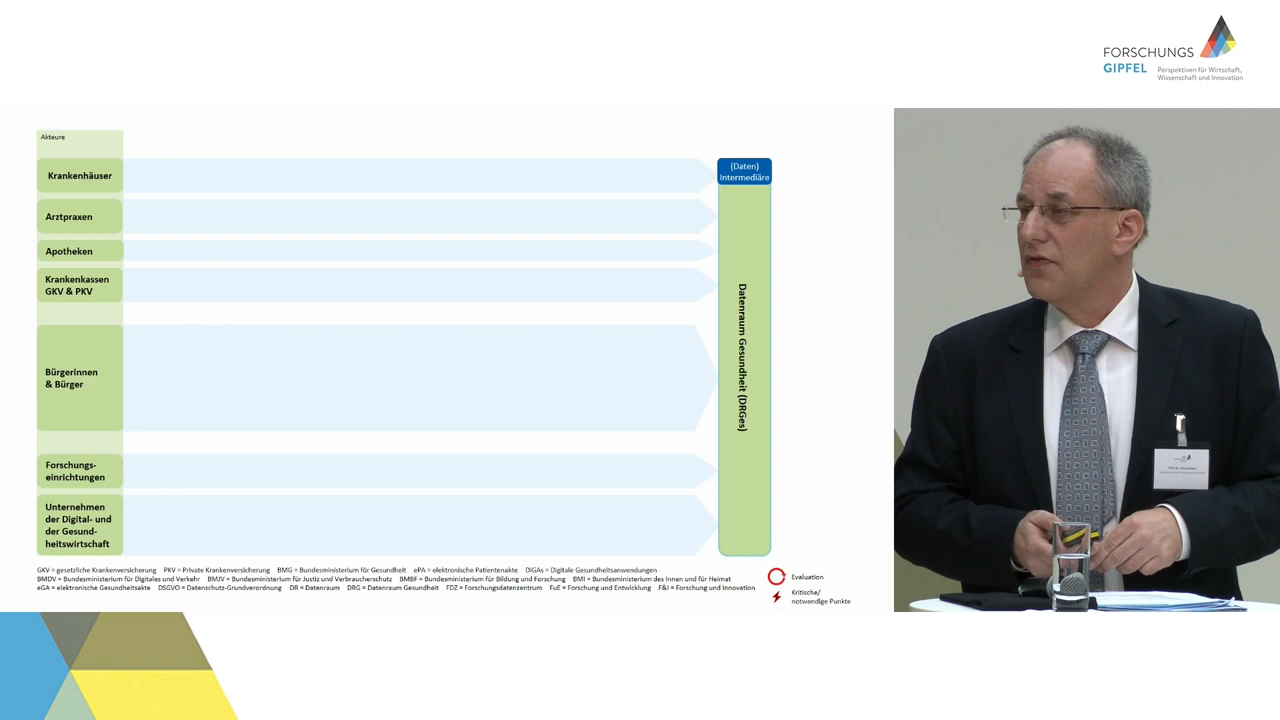 FORSCHUNGS
GIPFEL
Perspektiven für Wirtschaft,
Wissenschaft und Innovation
Akteure
Krankenhäuser
Arztpraxen
Apotheken
Krankenkassen
GKV & PKV
Bürgerinnen
& Bürger
Forschungs-
einrichtungen
Unternehmen
der Digital- und
der Gesund-
heitswirtschaft
(Daten)
Intermediäre
Datenraum Gesundheit (DRGes)
GKV = gesetzliche Krankenversicherung PKV = Private Krankenversicherung BMG = Bundesministerium für Gesundheit ePA = elektronische Patientenakte DIGAs = Digitale Gesundheitsanwendungen
BMDV = Bundesministerium für Digitales und Verkehr BMJV = Bundesministerium für Justiz und Verbraucherschutz BMBF = Bundesministerium für Bildung und Forschung BMI = Bundesministerium des Innen und für Heimat
eGA = elektronische Gesundheitsakte DSGVO = Datenschutz-Grundverordnung DR = Datenraum DRG = Datenraum Gesundheit FDZ = Forschungsdatenzentrum FuE = Forschung und Entwicklung F&I = Forschung und Innovation
Evaluation
Kritische/
notwendige Punkte